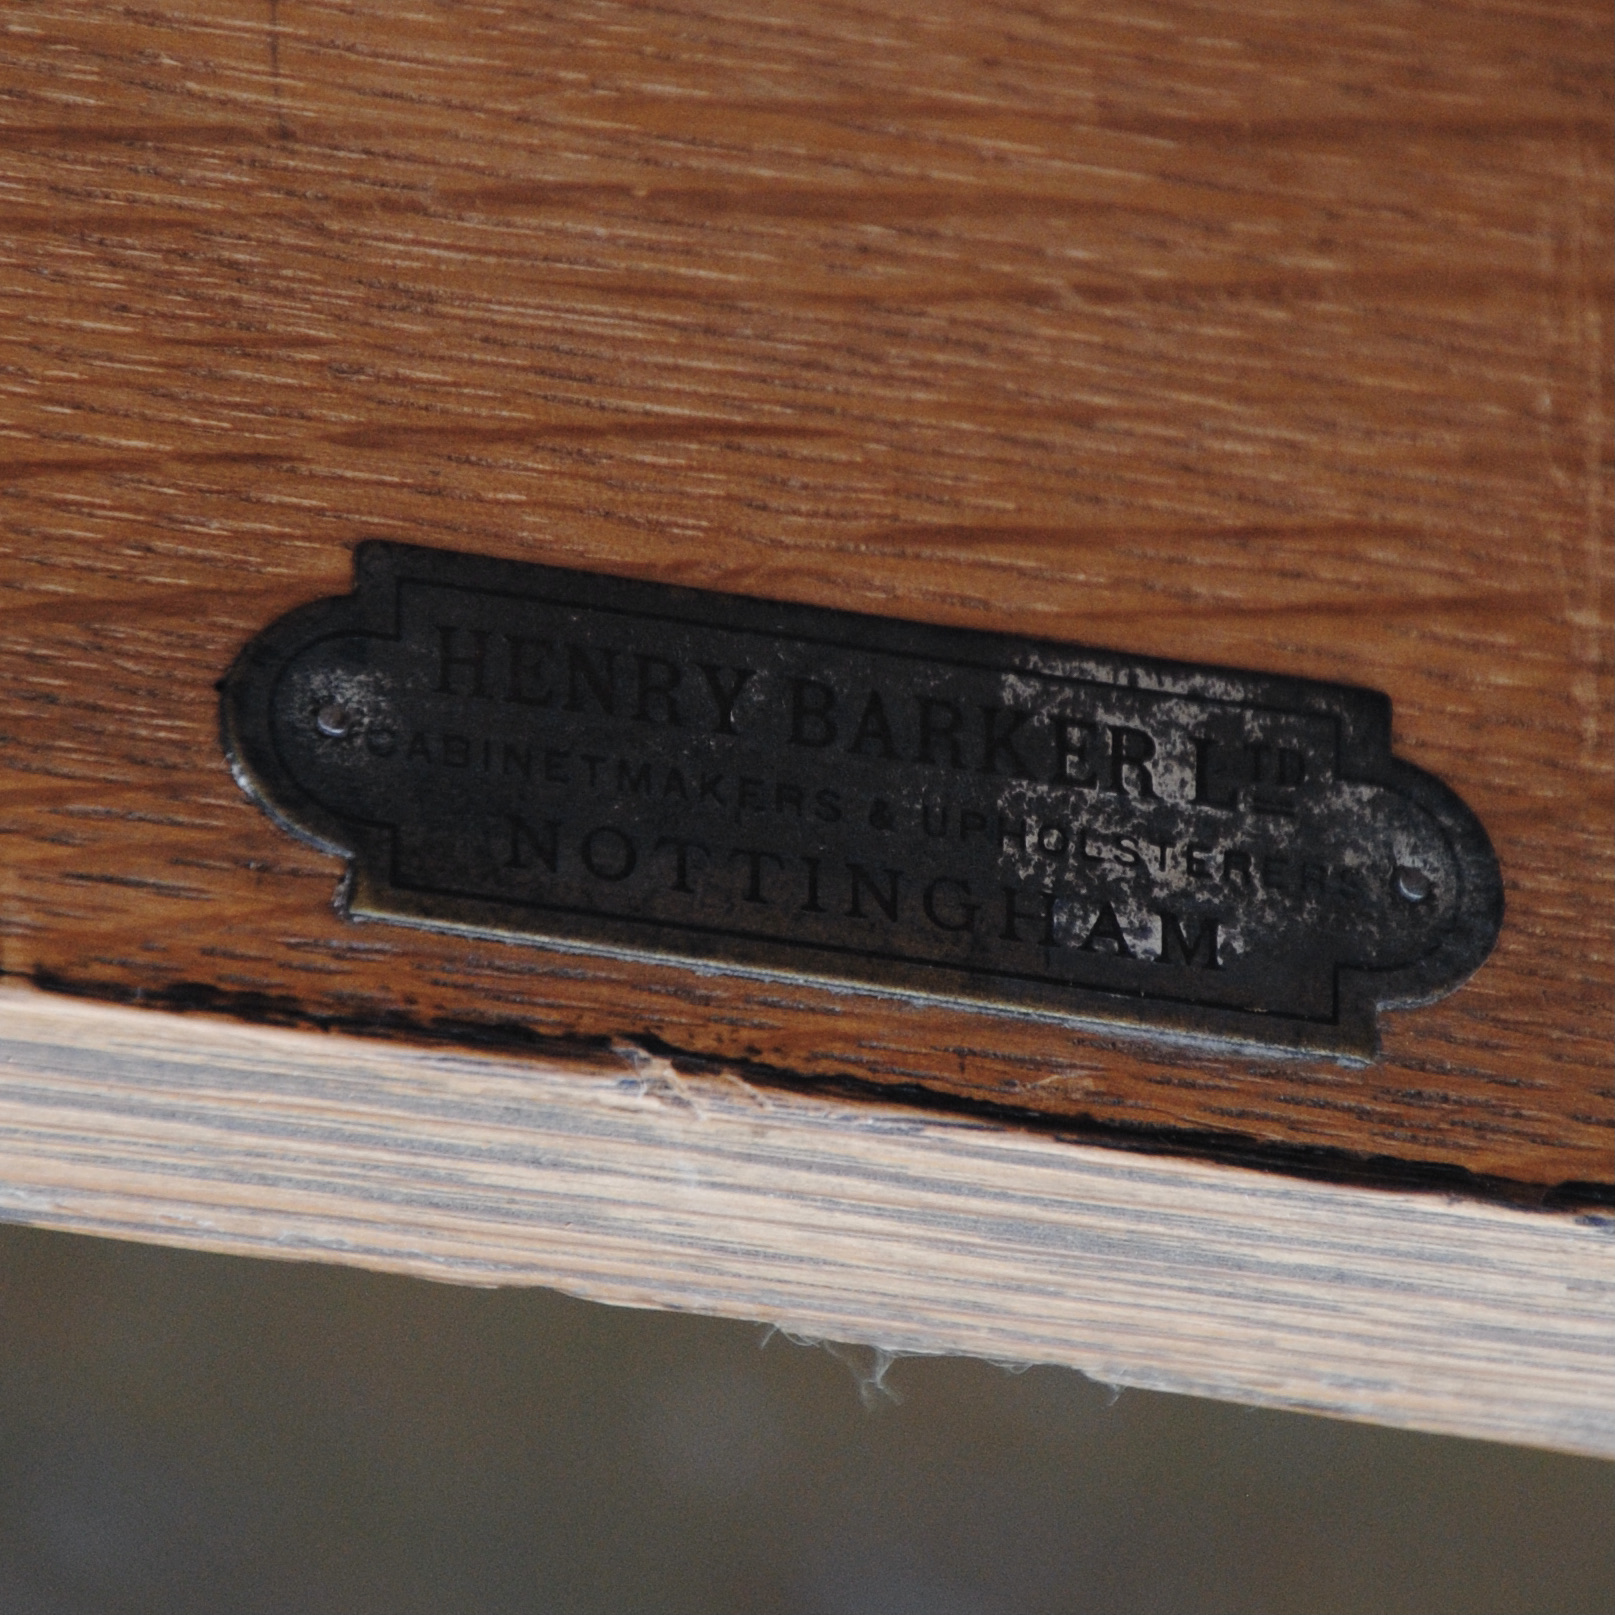 HENRY BARKER LTD
CABINETMAKERS & UPHOLSTERERS
NOTTINGHAM